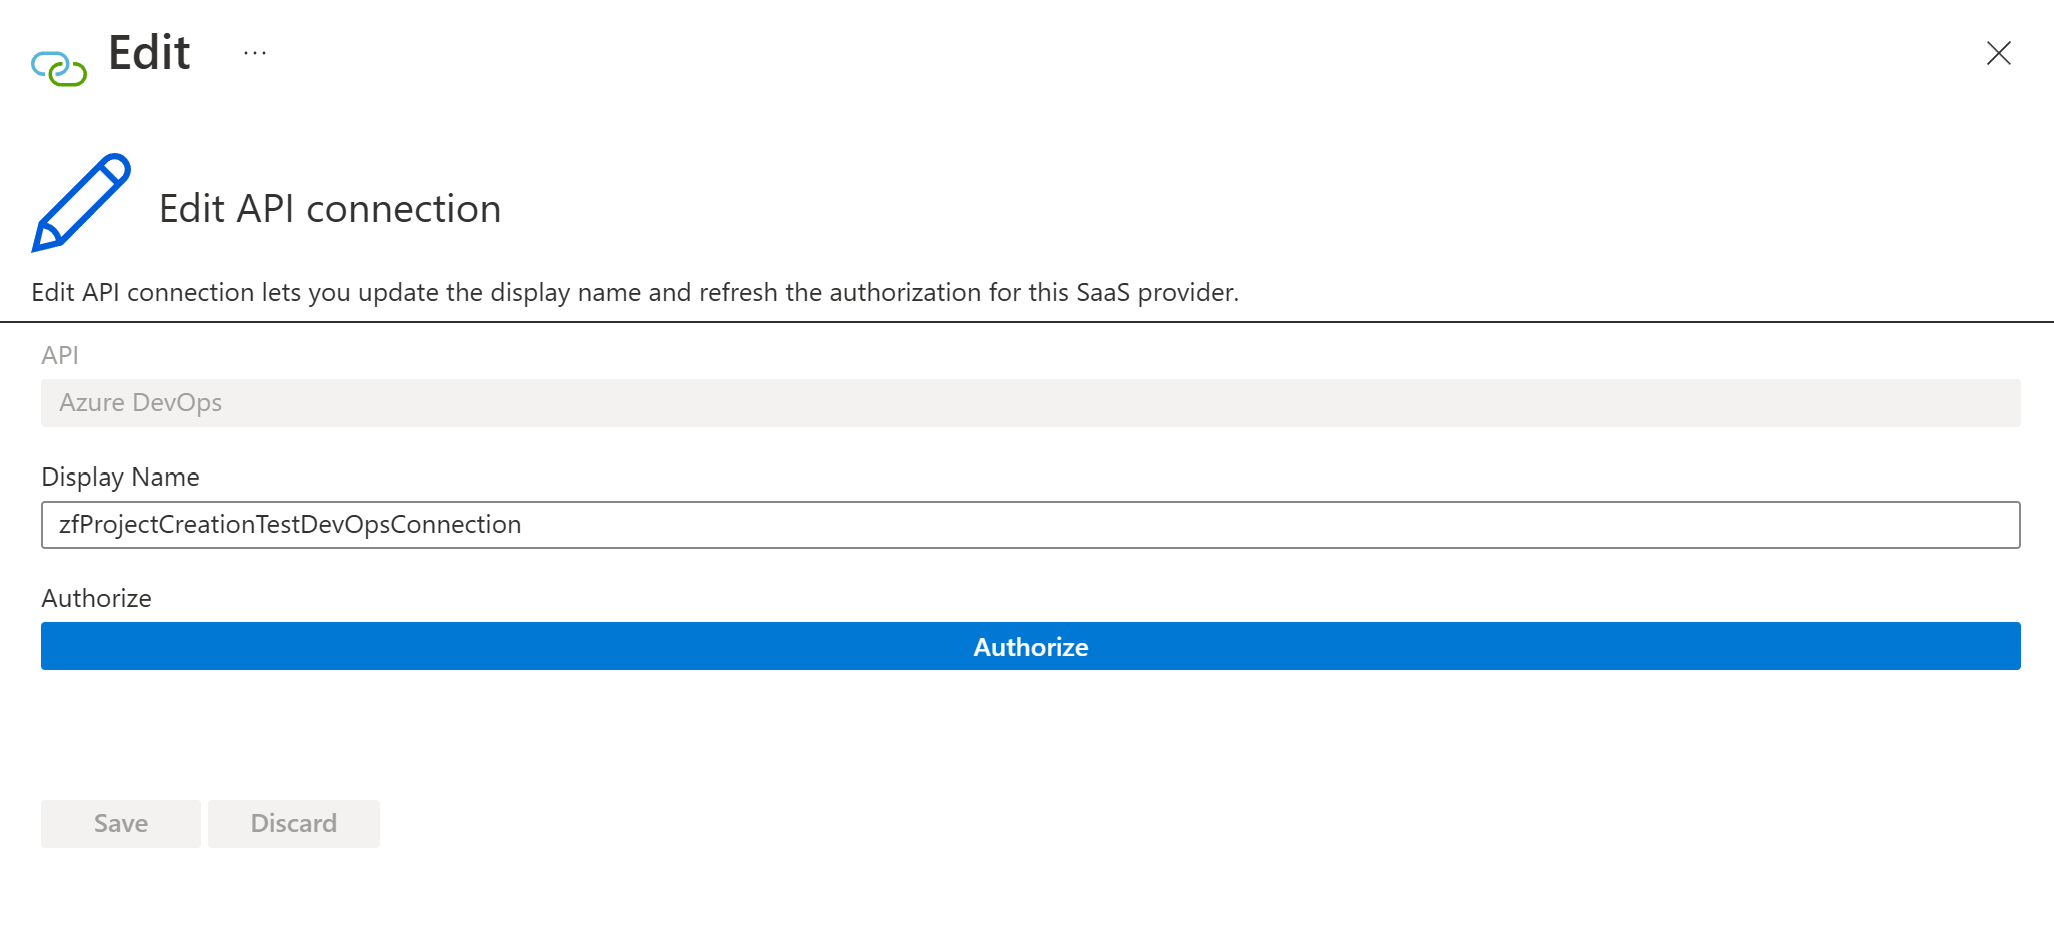 Edit ...
Edit API connection
Edit API connection lets you update the display name and refresh the authorization for this SaaS provider.
API
Azure DevOps
Display Name
zfProjectCreationTestDevOpsConnection
Authorize
Authorize
Save Discard